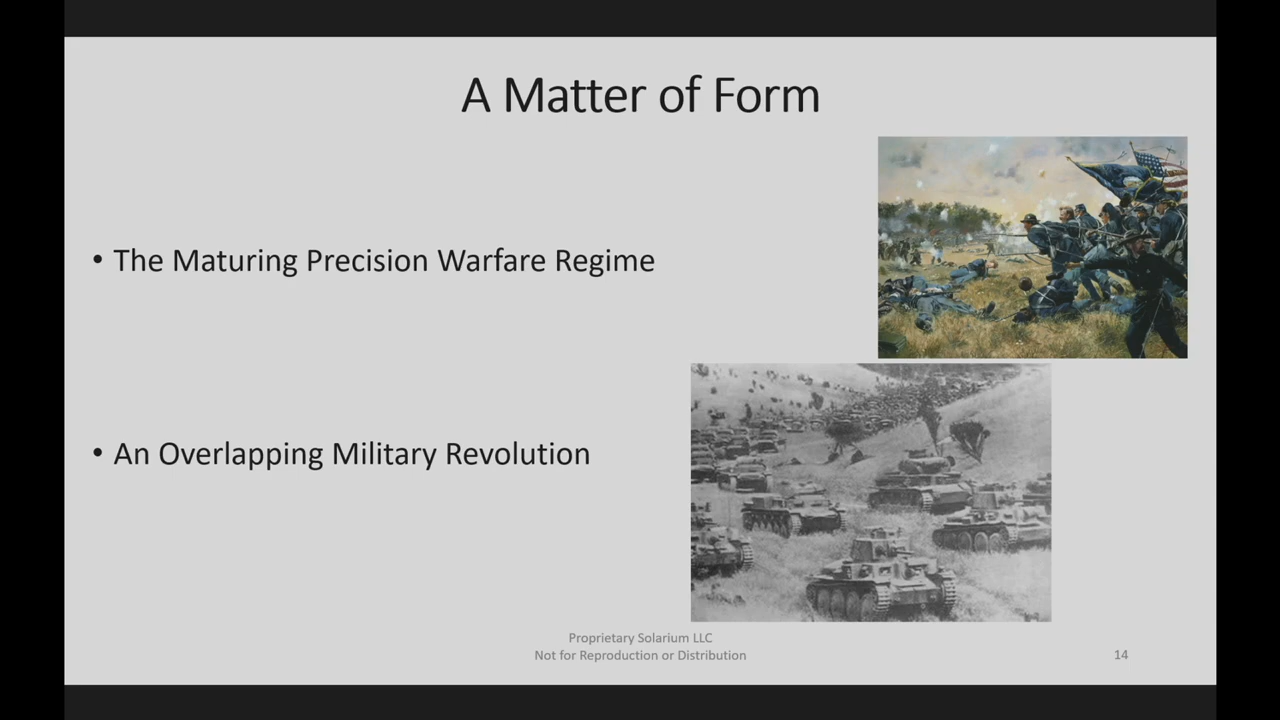 A Matter of Form
• The Maturing Precision Warfare Regime
• An Overlapping Military Revolution
Proprietary Solarium LLC
Not for Reproduction or Distribution
14